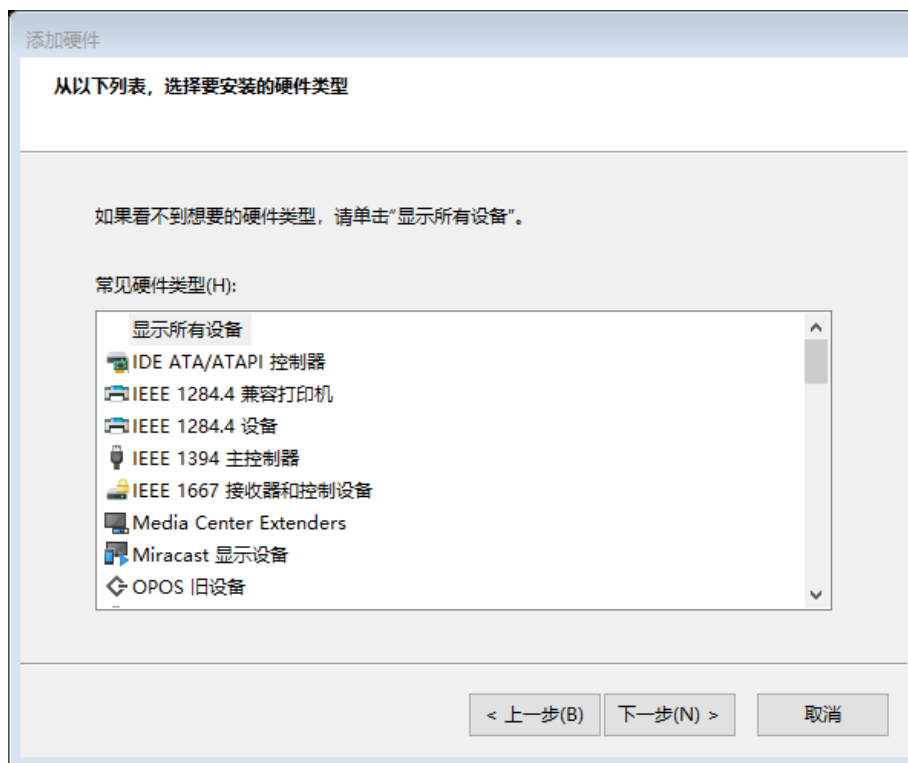 添加硬件
从以下列表，选择要安装的硬件类型
如果看不到想要的硬件类型，请单击“显示所有设备”。
常见硬件类型(H):
显示所有设备
IDE ATA/ATAPI 控制器
IEEE 1284.4 兼容打印机
IEEE 1284.4 设备
IEEE 1394 主控制器
IEEE 1667 接收器和控制设备
Media Center Extenders
Miracast 显示设备
OPOS 旧设备
< 上一步(B) 下一步(N) > 取消